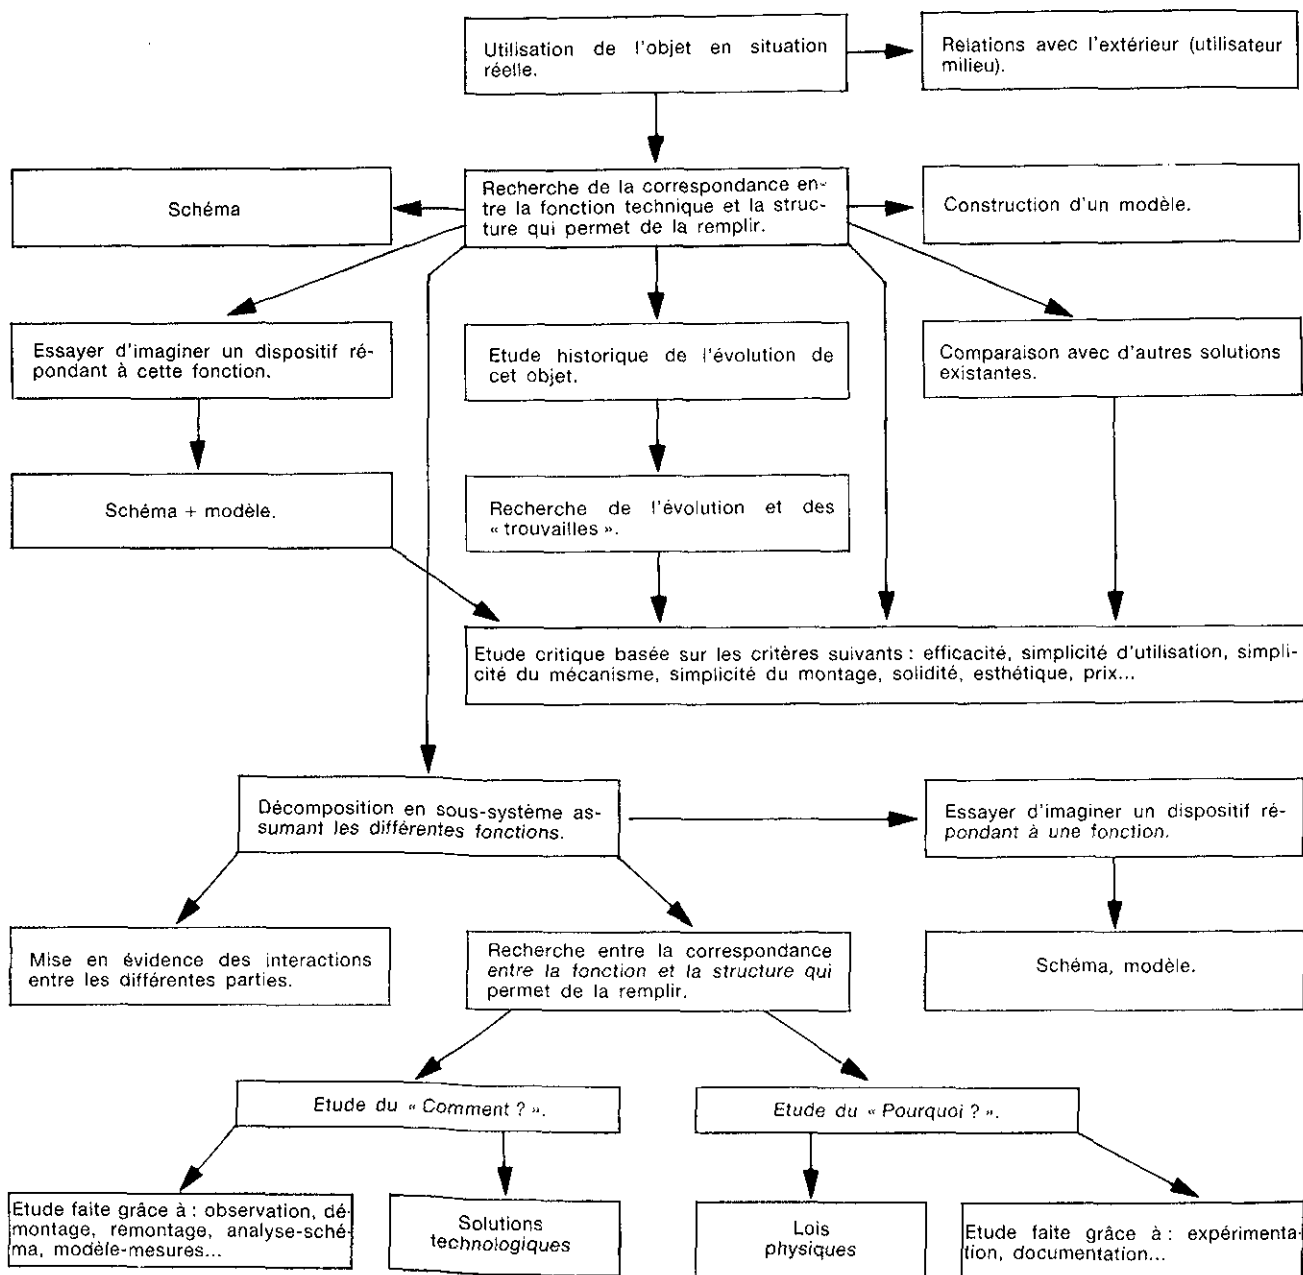 Utilisation de l'objet en situation
réelle.
Relations avec l'extérieur (utilisateur
milieu).
Schéma
Recherche de la correspondance en-
tre la fonction technique et la struc-
ture qui permet de la remplir.
Construction d'un modèle.
Essayer d'imaginer un dispositif ré-
pondant à cette fonction.
Etude historique de l'évolution de
cet objet.
Comparaison avec d'autres solutions
existantes.
Schéma + modèle.
Recherche de l'évolution et des
« trouvailles ».
Etude critique basée sur les critères suivants : efficacité, simplicité d'utilisation, simpli-
cité du mécanisme, simplicité du montage, solidité, esthétique, prix...
Décomposition en sous-système as-
sumant les différentes fonctions.
Essayer d'imaginer un dispositif ré-
pondant à une fonction.
Mise en évidence des interactions
entre les différentes parties.
Recherche entre la correspondance
entre la fonction et la structure qui
permet de la remplir.
Schéma, modèle.
Etude du « Comment ? ».
Etude du « Pourquoi ? ».
Etude faite grâce à : observation, dé-
montage, remontage, analyse-sché-
ma, modèle-mesures...
Solutions
technologiques
Lois
physiques
Etude faite grâce à : expérimenta-
tion, documentation...